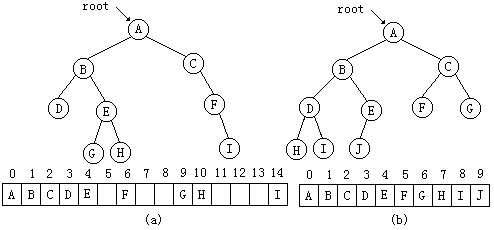 root
A
B
C
D
E
F
G
H
I
0 1 2 3 4 5 6 7 8 9 10 11 12 13 14
A B C D E F G H I
(a)
root
A
B
C
D
E
F
G
H
I
J
0 1 2 3 4 5 6 7 8 9
A B C D E F G H I J
(b)